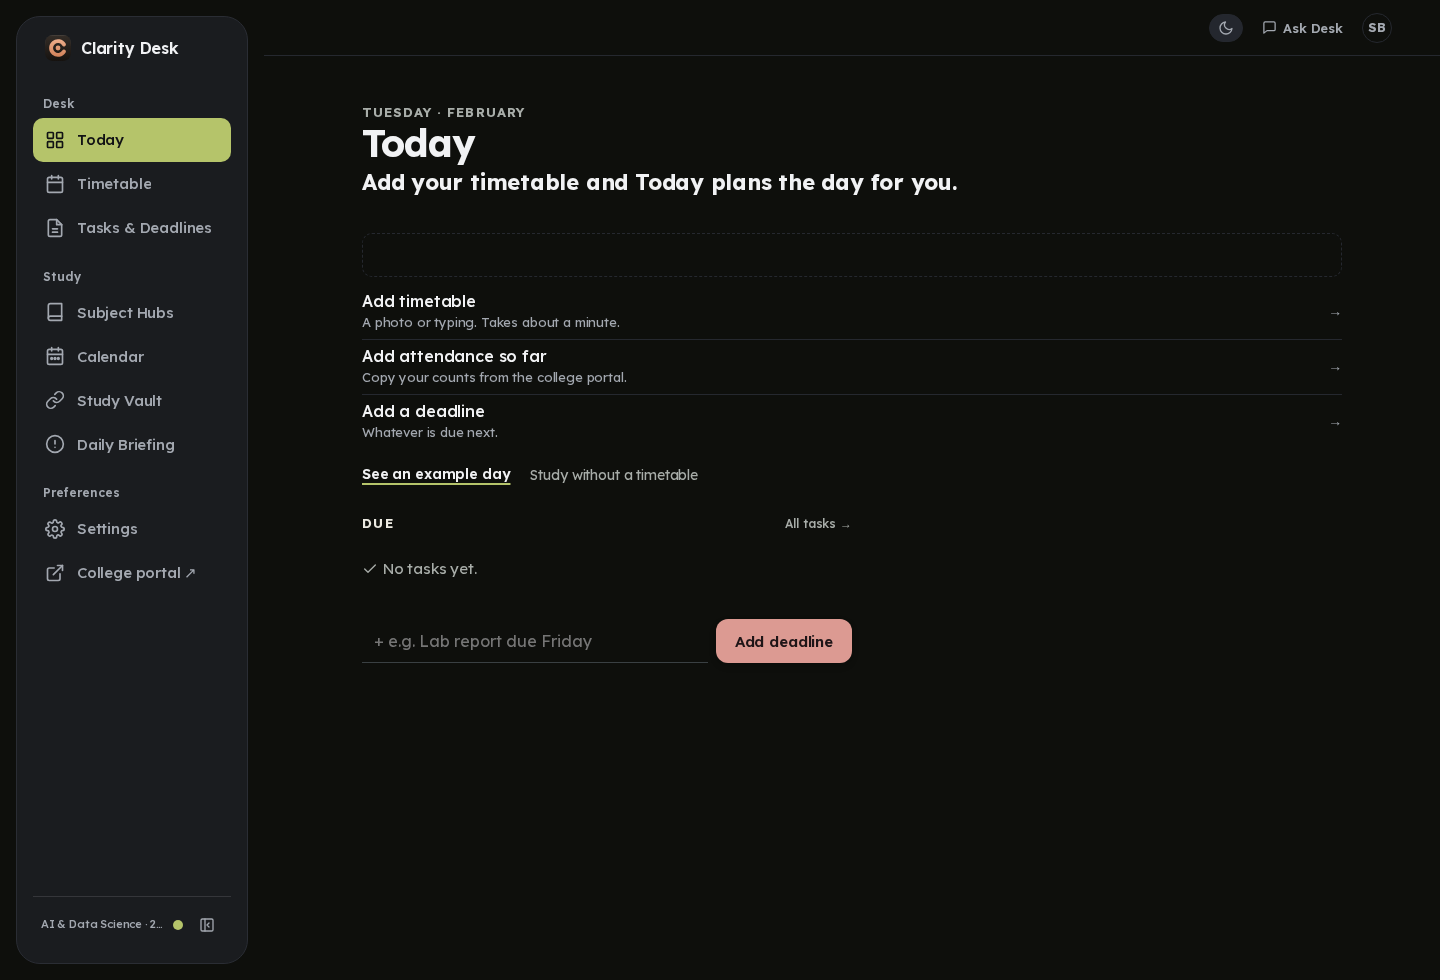 Clarity Desk
Desk
Today
Timetable
Tasks & Deadlines
Study
Subject Hubs
Calendar
Study Vault
Daily Briefing
Preferences
Settings
College portal ↗
AI & Data Science · 2...
Ask Desk
SB
TUESDAY · FEBRUARY
Today
Add your timetable and Today plans the day for you.
Add timetable
A photo or typing. Takes about a minute.
→
Add attendance so far
Copy your counts from the college portal.
→
Add a deadline
Whatever is due next.
→
See an example day Study without a timetable
DUE All tasks →
No tasks yet.
+ e.g. Lab report due Friday Add deadline